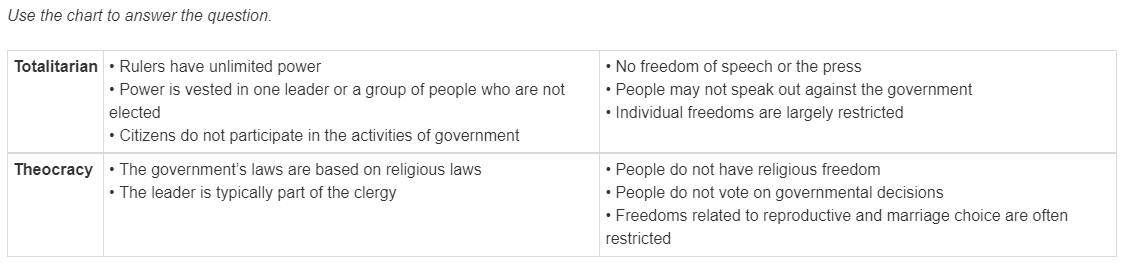 Use the chart to answer the question.
Totalitarian
• Rulers have unlimited power
• Power is vested in one leader or a group of people who are not
elected
• Citizens do not participate in the activities of government
• No freedom of speech or the press
• People may not speak out against the government
• Individual freedoms are largely restricted
Theocracy
• The government’s laws are based on religious laws
• The leader is typically part of the clergy
• People do not have religious freedom
• People do not vote on governmental decisions
• Freedoms related to reproductive and marriage choice are often
restricted